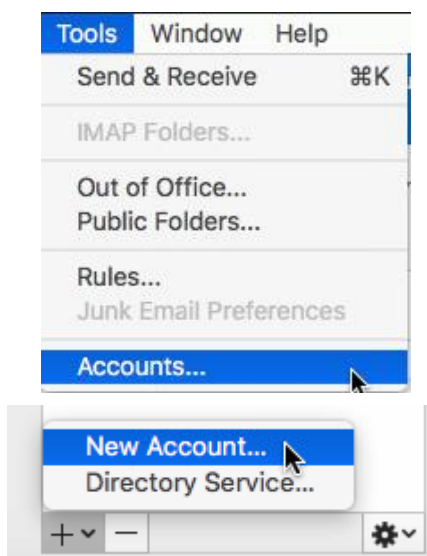 Tools Window Help
Send & Receive ⌘K
IMAP Folders...
Out of Office...
Public Folders...
Rules...
Junk Email Preferences
Accounts...
New Account...
Directory Service...